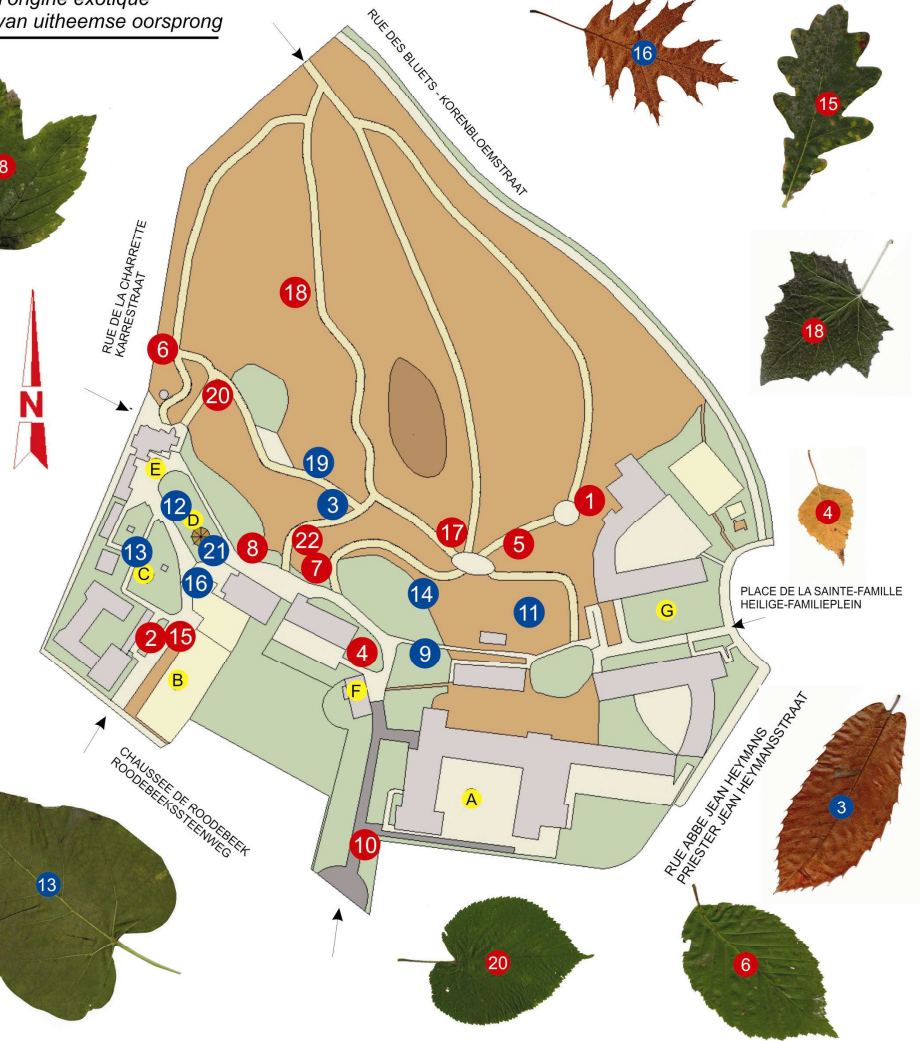 d'origine exotique
van uitheemse oorsprong
16
15
8
RUE DES BLUETS - KORENBLOEMSTRAAT
RUE DE LA CHARRETTE
KARRESTRAAT
18
18
6
20
N
19
3
1
17
5
4
E
12
D
13
C
21
8
22
7
16
14
11
G
PLACE DE LA SAINTE-FAMILLE
HEILIGE-FAMILIEPLEIN
2
15
4
9
B
F
CHAUSSEE DE ROODEBEEK
ROODEBEEKSSTEENWEG
A
10
RUE ABBE JEAN HEYMANS
PRIESTER JEAN HEYMANSSTRAAT
3
13
20
6